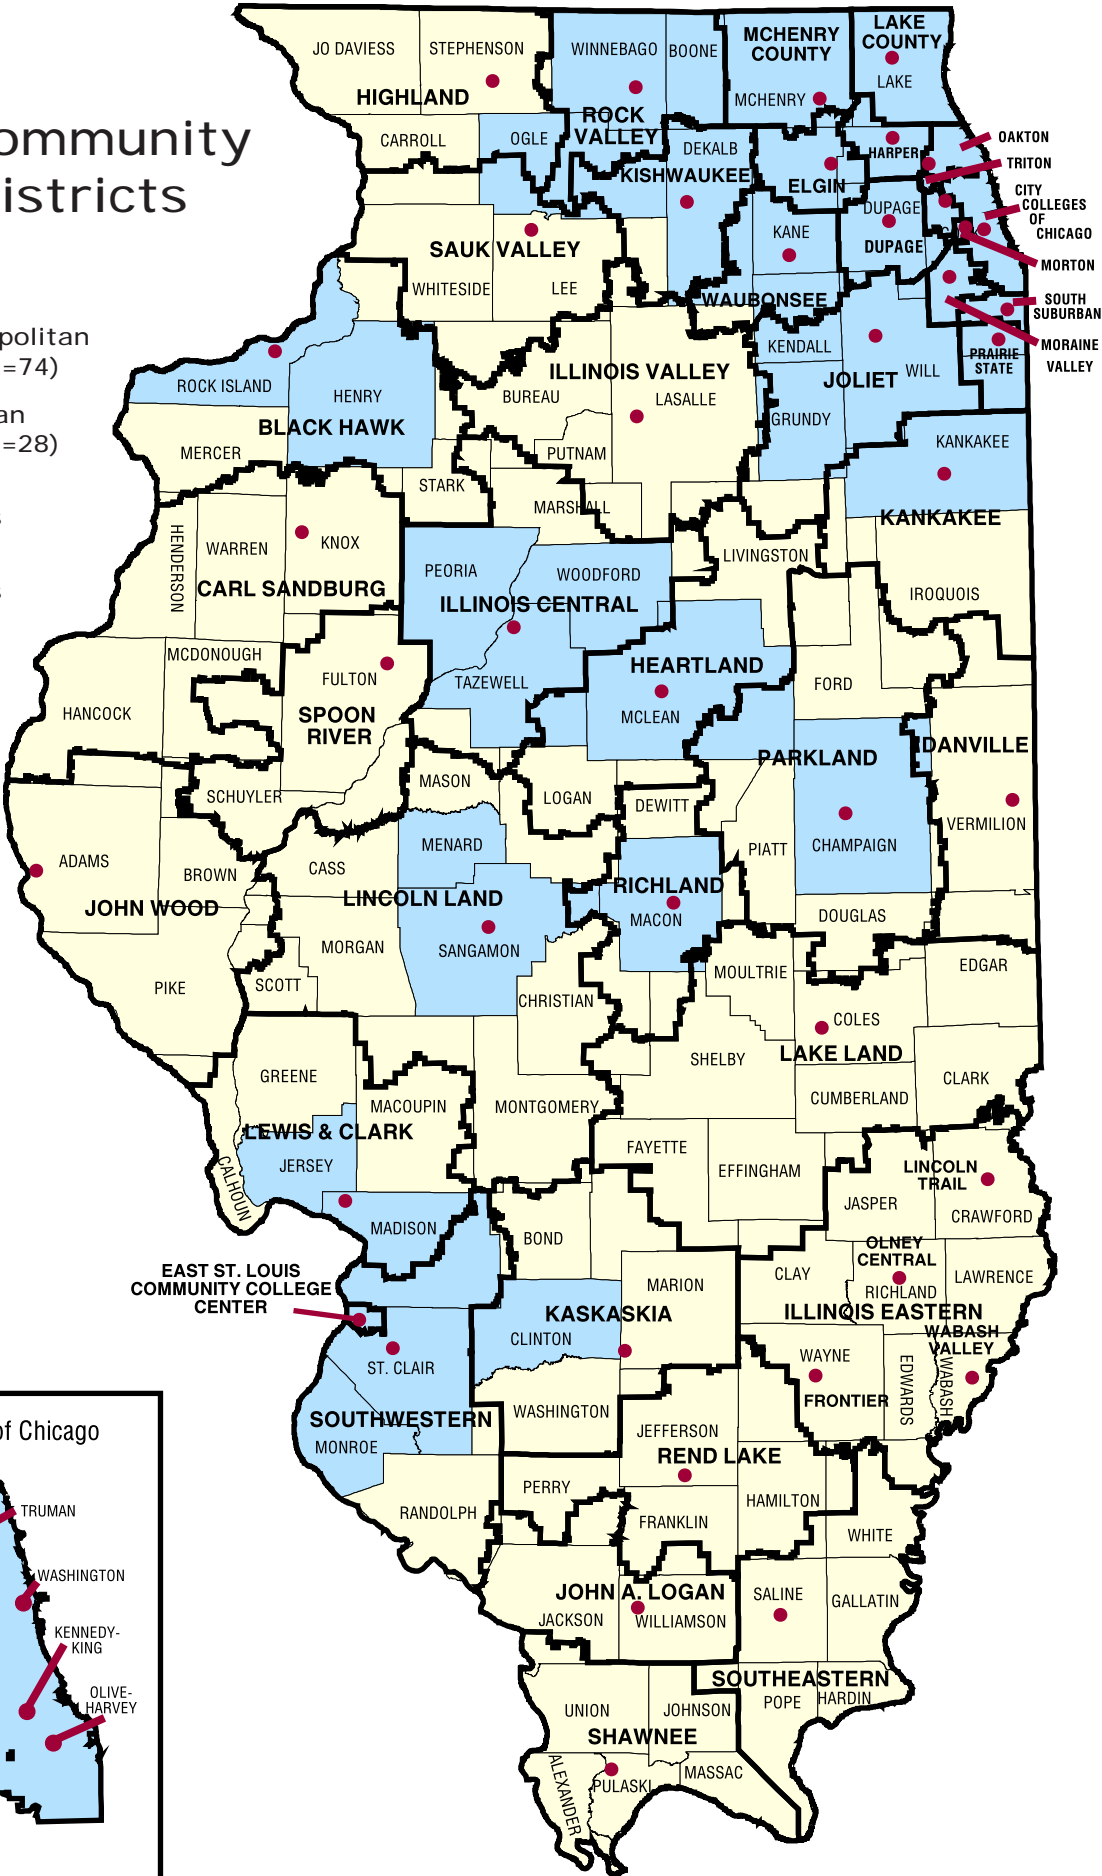 ommunity
istricts
politan
=74)
an
=28)
s
s
JO DAVIESS
STEPHENSON
WINNEBAGO
BOONE
MCHENRY
COUNTY
LAKE
COUNTY
LAKE
MCHENRY
HIGHLAND
ROCK
VALLEY
CARROLL
OGLE
DEKALB
KISHWAUKEE
HARPER
ELGIN
OAKTON
TRITON
CITY
COLLEGES
OF
CHICAGO
DUPAGE
DUPAGE
KANE
MORTON
SAUK VALLEY
WHITESIDE
LEE
WAUBONSEE
SOUTH
SUBURBAN
MORAINE
VALLEY
PRAIRIE
STATE
KENDALL
WILL
JOLIET
GRUNDY
ILLINOIS VALLEY
BUREAU
LASALLE
ROCK ISLAND
HENRY
BLACK HAWK
MERCER
PUTNAM
STARK
MARSHALL
KANKAKEE
KANKAKEE
HENDERSON
WARREN
KNOX
CARL SANDBURG
PEORIA
WOODFORD
ILLINOIS CENTRAL
LIVINGSTON
IROQUOIS
MCDONOUGH
FULTON
TAZEWELL
HEARTLAND
MCLEAN
FORD
HANCOCK
SPOON
RIVER
PARKLAND
DANVILLE
SCHUYLER
MASON
LOGAN
DEWITT
VERMILION
ADAMS
BROWN
CASS
MENARD
PIATT
CHAMPAIGN
JOHN WOOD
LINCOLN LAND
RICHLAND
MACON
DOUGLAS
MORGAN
SANGAMON
PIKE
SCOTT
CHRISTIAN
MOULTRIE
EDGAR
COLES
LAKE LAND
SHELBY
GREENE
MACOUPIN
MONTGOMERY
CUMBERLAND
CLARK
LEWIS & CLARK
JERSEY
CALHOUN
FAYETTE
EFFINGHAM
LINCOLN
TRAIL
JASPER
CRAWFORD
MADISON
BOND
OLNEY
CENTRAL
RICHLAND
CLAY
LAWRENCE
MARION
ILLINOIS EASTERN
EAST ST. LOUIS
COMMUNITY COLLEGE
CENTER
KASKASKIA
CLINTON
WABASH
VALLEY
ST. CLAIR
WAYNE
EDWARDS
WABASH
FRONTIER
SOUTHWESTERN
MONROE
WASHINGTON
JEFFERSON
REND LAKE
PERRY
HAMILTON
RANDOLPH
FRANKLIN
WHITE
JOHN A. LOGAN
JACKSON
WILLIAMSON
SALINE
GALLATIN
SOUTHEASTERN
POPE
HARDIN
UNION
JOHNSON
SHAWNEE
ALEXANDER
PULASKI
MASSAC
of Chicago
TRUMAN
WASHINGTON
KENNEDY-
KING
OLIVE-
HARVEY